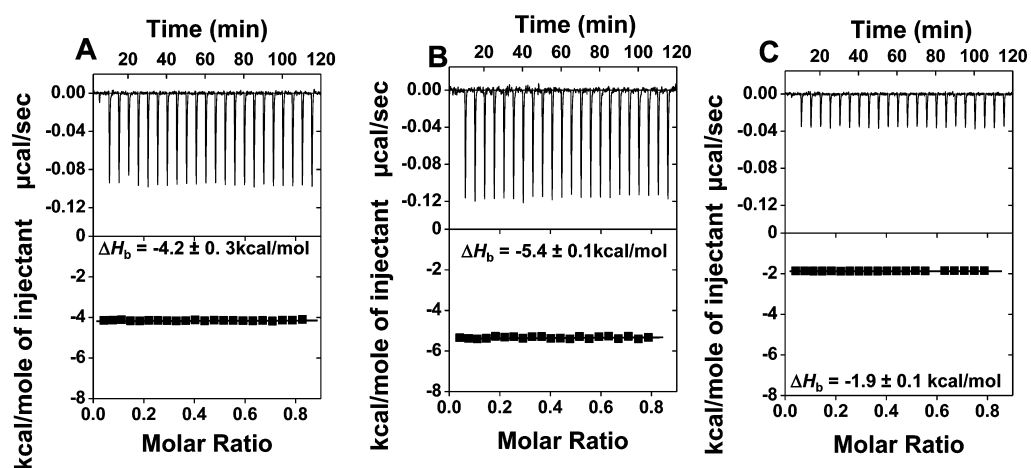 A
Time (min)
20 40 60 80 100 120
0.00
-0.04
-0.08
-0.12
µcal/sec
0
-2
-4
-6
-8
kcal/mole of injectant
ΔHb = -4.2 ± 0. 3kcal/mol
0.0 0.2 0.4 0.6 0.8
Molar Ratio
B
Time (min)
20 40 60 80 100 120
0.00
-0.04
-0.08
-0.12
µcal/sec
0
-2
-4
-6
-8
kcal/mole of injectant
ΔHb = -5.4 ± 0.1kcal/mol
0.0 0.2 0.4 0.6 0.8
Molar Ratio
C
Time (min)
20 40 60 80 100 120
0.00
-0.04
-0.08
-0.12
µcal/sec
0
-2
-4
-6
-8
kcal/mole of injectant
ΔHb = -1.9 ± 0.1 kcal/mol
0.0 0.2 0.4 0.6 0.8
Molar Ratio